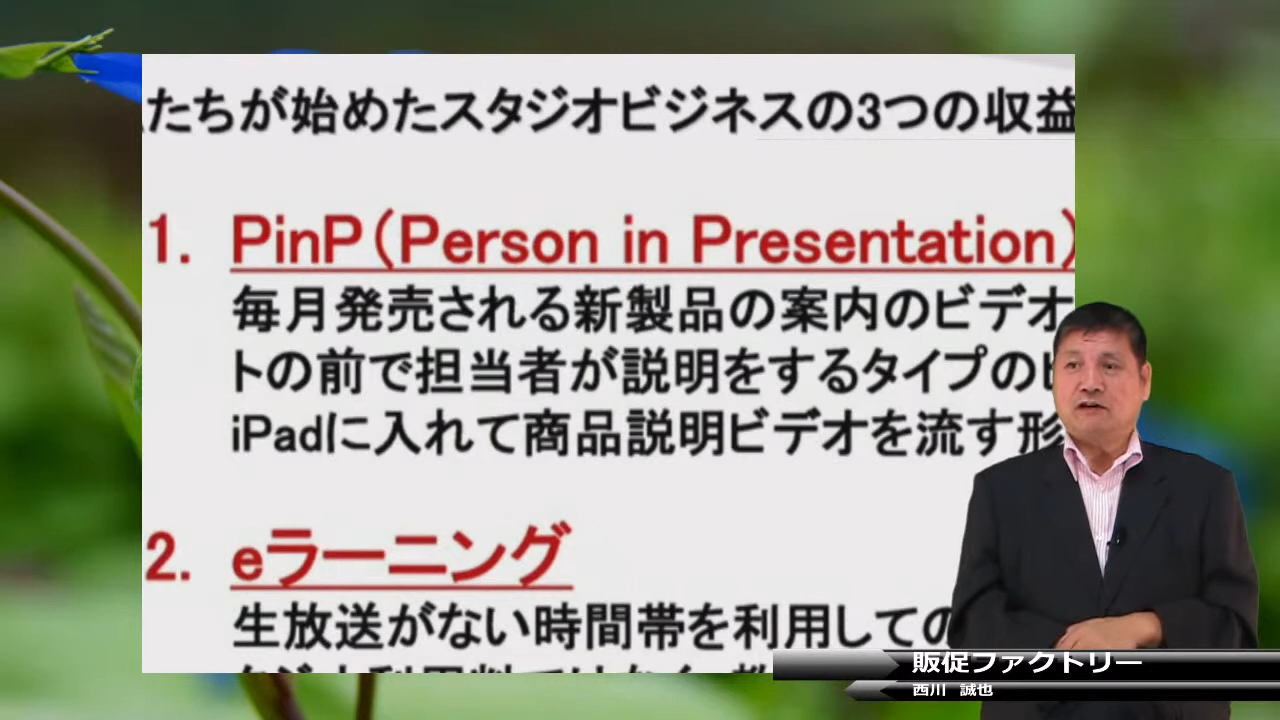 たちが始めたスタジオビジネスの3つの収益
1. PinP（Person in Presentation）
毎月発売される新製品の案内のビデオ
トの前で担当者が説明をするタイプのビ
iPadに入れて商品説明ビデオを流す形
2. eラーニング
生放送がない時間帯を利用しての
販促ファクトリー
西川 誠也